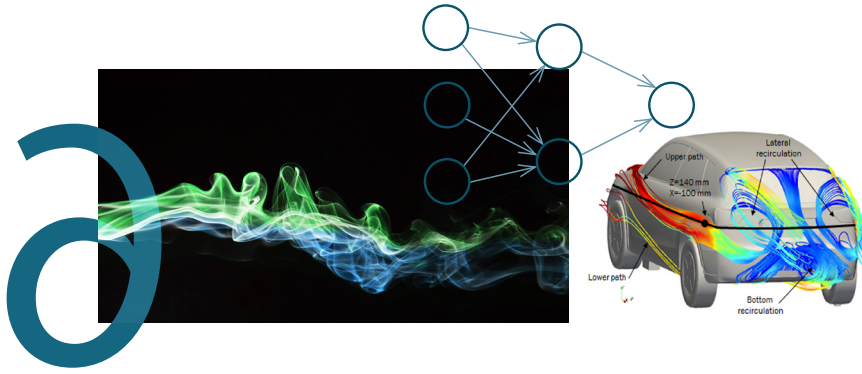 ∂
Upper path
Lateral
recirculation
Z=140 mm
X=-100 mm
Lower path
Bottom
recirculation